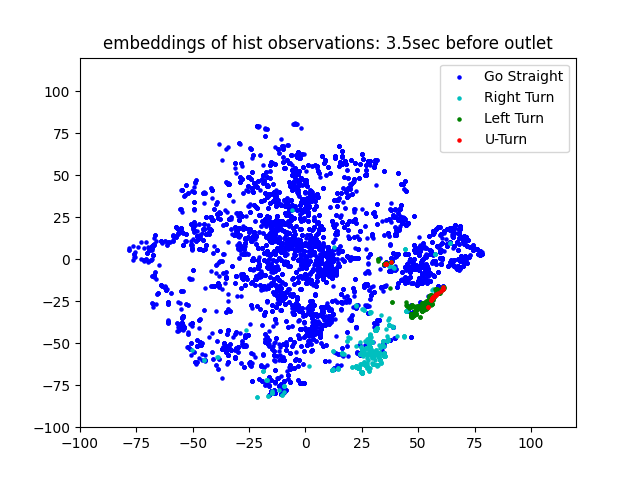 embeddings of hist observations: 3.5sec before outlet
Go Straight
Right Turn
Left Turn
U-Turn
100
75
50
25
0
−25
−50
−75
−100
−100 −75 −50 −25 0 25 50 75 100